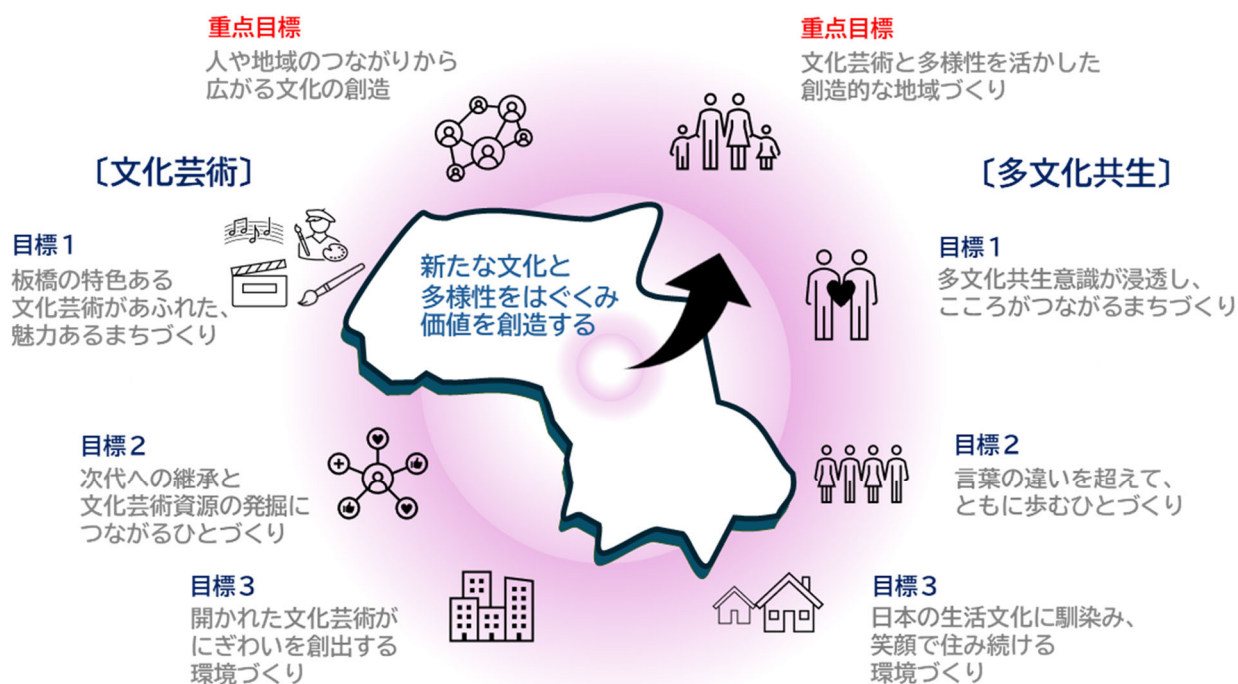 重点目標
人や地域のつながりから
広がる文化の創造
重点目標
文化芸術と多様性を活かした
創造的な地域づくり
〔文化芸術〕
〔多文化共生〕
目標1
板橋の特色ある
文化芸術があふれた、
魅力あるまちづくり
新たな文化と
多様性をはぐくみ
価値を創造する
目標1
多文化共生意識が浸透し、
こころがつながるまちづくり
目標2
次代への継承と
文化芸術資源の発掘に
つながるひとづくり
目標2
言葉の違いを超えて、
ともに歩むひとづくり
目標3
開かれた文化芸術が
にぎわいを創出する
環境づくり
目標3
日本の生活文化に馴染み、
笑顔で住み続ける
環境づくり